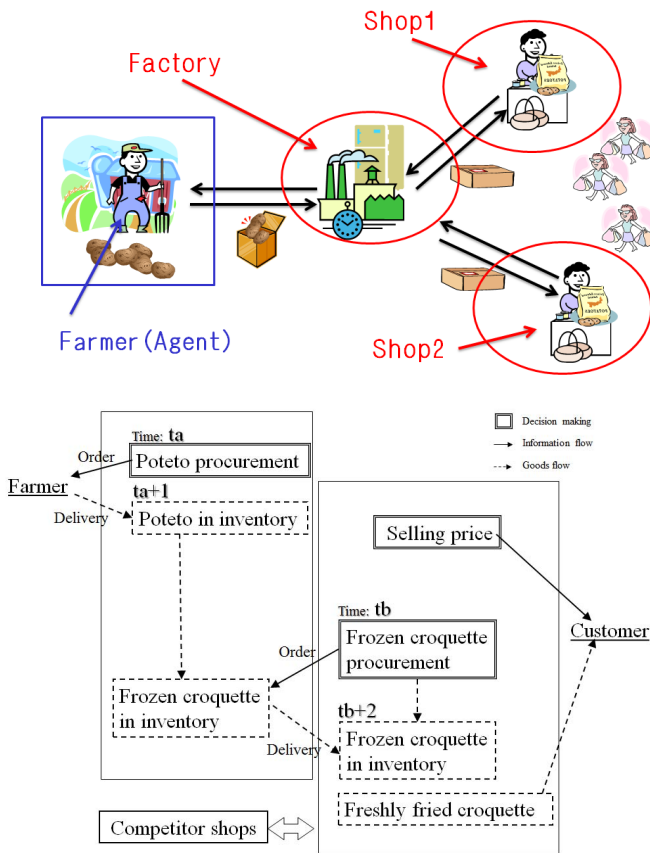 Shop1
Factory
Farmer(Agent)
Shop2
Decision making
Information flow
Goods flow
Time: ta
Order
Poteto procurement
Farmer
ta+1
Delivery
Poteto in inventory
Selling price
Time: tb
Customer
Order
Frozen croquette
procurement
Frozen croquette
in inventory
tb+2
Delivery
Frozen croquette
in inventory
Freshly fried croquette
Competitor shops